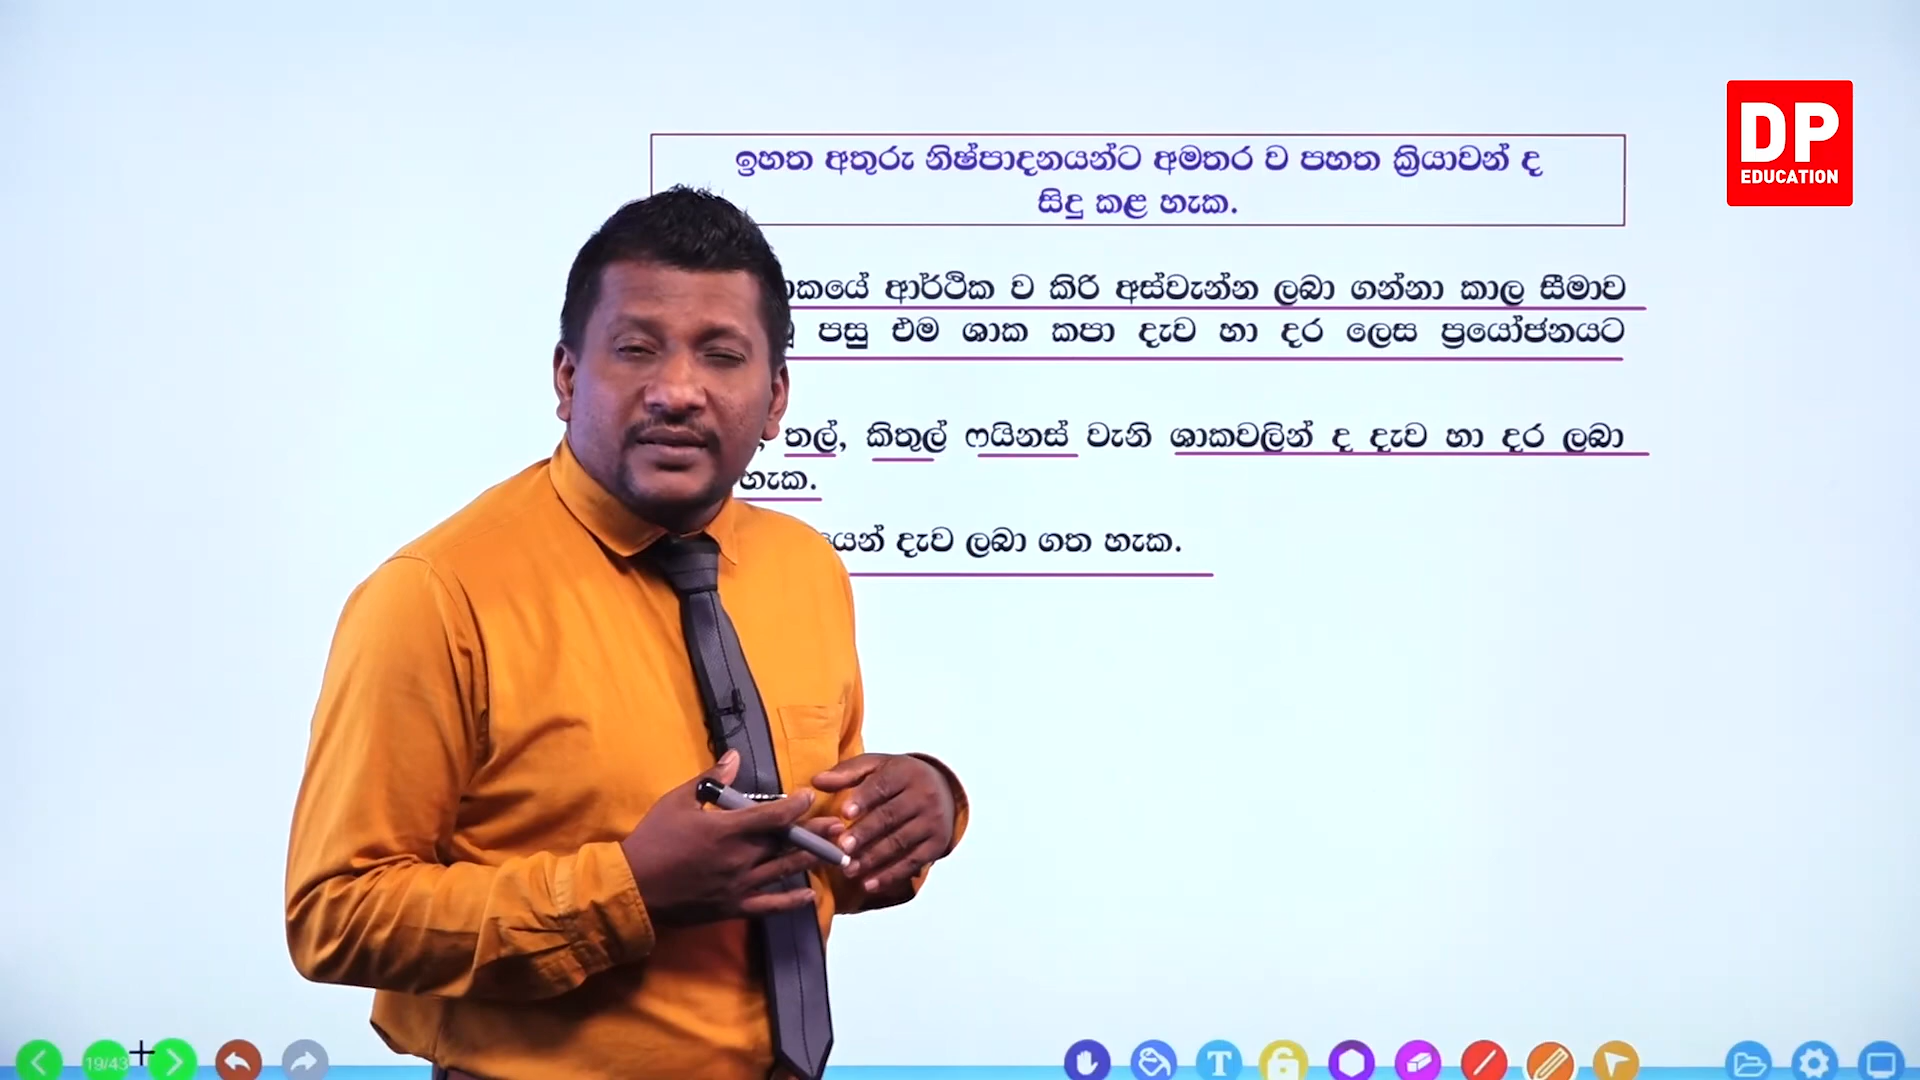 DP
EDUCATION
ඉහත අතුරු නිෂ්පාදනයන්ට අමතර ව පහත ක්‍රියාවන් ද
සිදු කළ හැක.
ආර්ථික ව කිරි අස්වැන්න ලබා ගන්නා කාල සීමාව
පසු එම ශාක කපා දැව හා දර ලෙස ප්‍රයෝජනයට
තල්, කිතුල් ෆයිනස් වැනි ශාකවලින් ද දැව හා දර ලබා
හැක.
දැව ලබා ගත හැක.
19/43